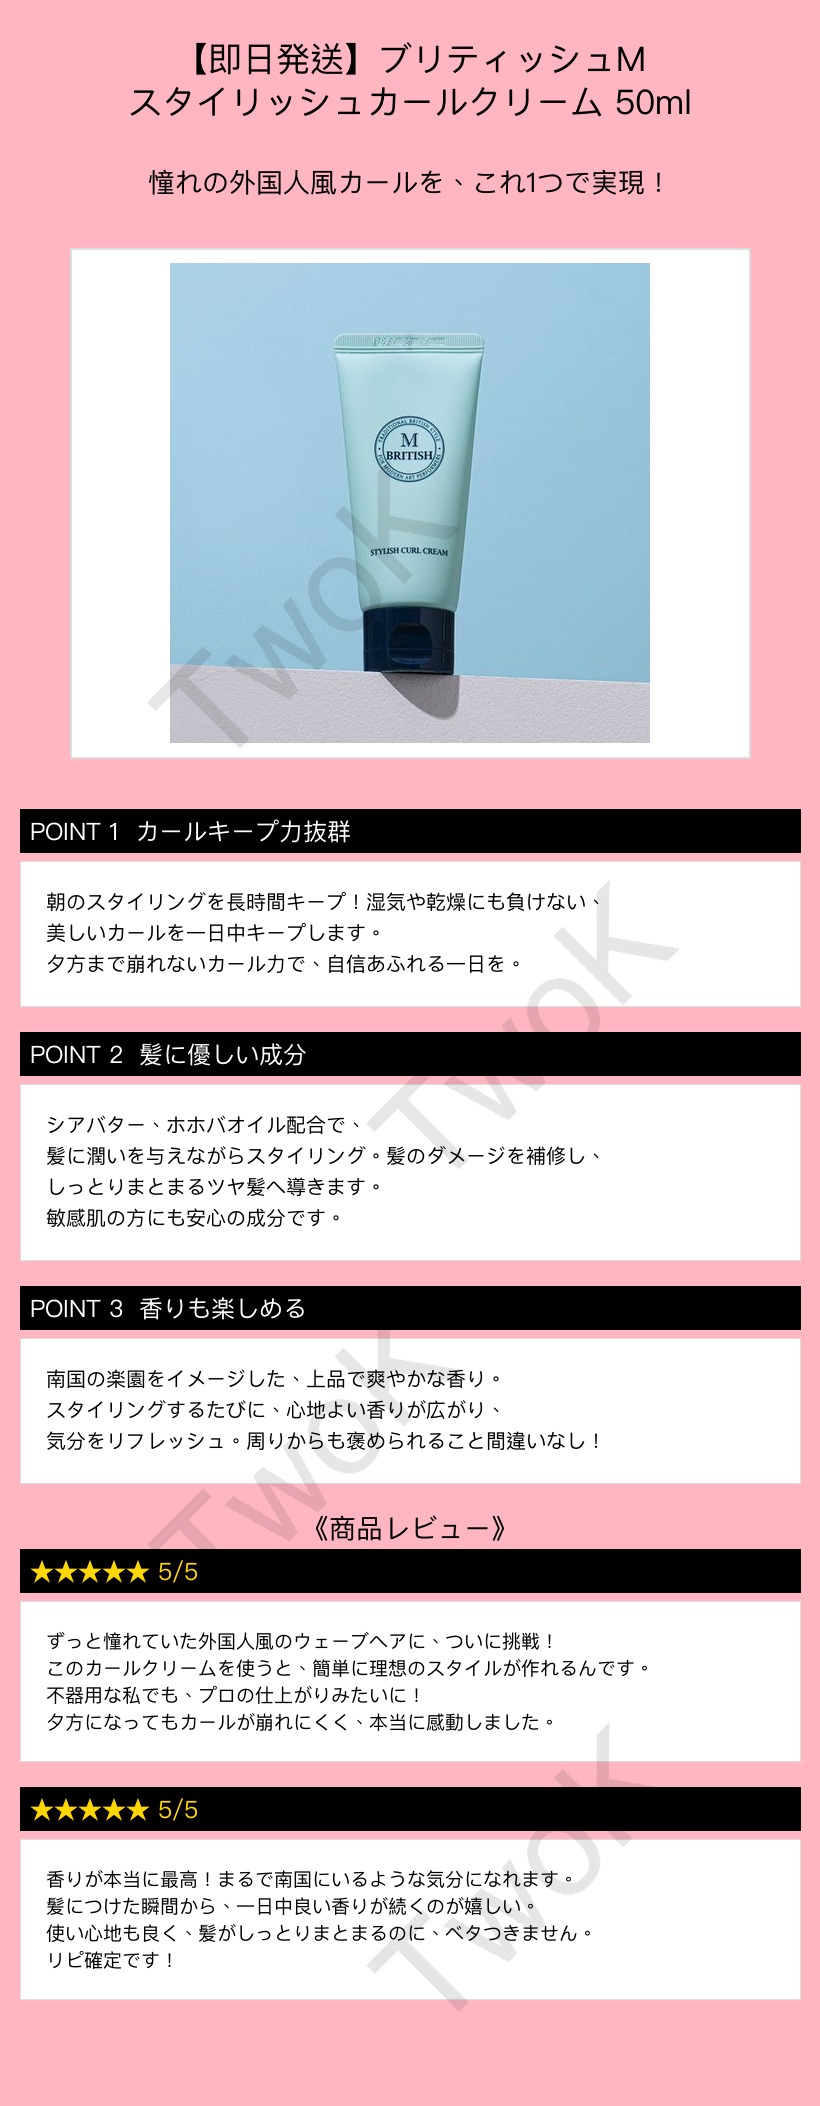 【即日発送】ブリティッシュM
スタイリッシュカールクリーム 50ml
憧れの外国人風カールを、これ1つで実現！
TRADITIONAL BRITISH STYLE
M
BRITISH
FOR MODERN ART PERFORMERS
STYLISH CURL CREAM
TwoK
POINT 1 カールキープ力抜群
朝のスタイリングを長時間キープ！湿気や乾燥にも負けない、
美しいカールを一日中キープします。
夕方まで崩れないカール力で、自信あふれる一日を。
TwoK
POINT 2 髪に優しい成分
シアバター、ホホバオイル配合で、
髪に潤いを与えながらスタイリング。髪のダメージを補修し、
しっとりまとまるツヤ髪へ導きます。
敏感肌の方にも安心の成分です。
POINT 3 香りも楽しめる
南国の楽園をイメージした、上品で爽やかな香り。
スタイリングするたびに、心地よい香りが広がり、
気分をリフレッシュ。周りからも褒められること間違いなし！
TwoK
《商品レビュー》
★★★★★ 5/5
ずっと憧れていた外国人風のウェーブヘアに、ついに挑戦！
このカールクリームを使うと、簡単に理想のスタイルが作れるんです。
不器用な私でも、プロの仕上がりみたいに！
夕方になってもカールが崩れにくく、本当に感動しました。
★★★★★ 5/5
香りが本当に最高！まるで南国にいるような気分になれます。
髪につけた瞬間から、一日中良い香りが続くのが嬉しい。
使い心地も良く、髪がしっとりまとまるのに、ベタつきません。
リピ確定です！
TwoK